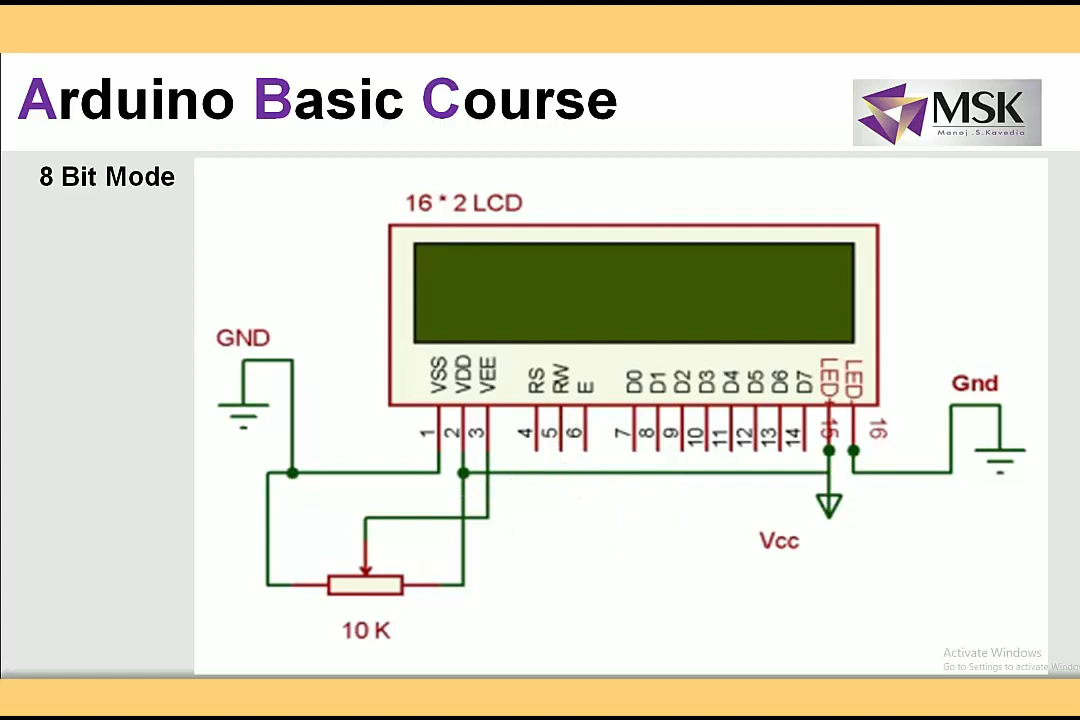 Arduino Basic Course
MSK
Manoj .S.Kavedia
8 Bit Mode
16 * 2 LCD
GND
VSS
VDD
VEE
RS
RW
E
D0
D1
D2
D3
D4
D5
D6
D7
LED+
LED-
1
2
3
4
5
6
7
8
9
10
11
12
13
14
15
16
Gnd
Vcc
10 K
Activate Windows
Go to Settings to activate Windo